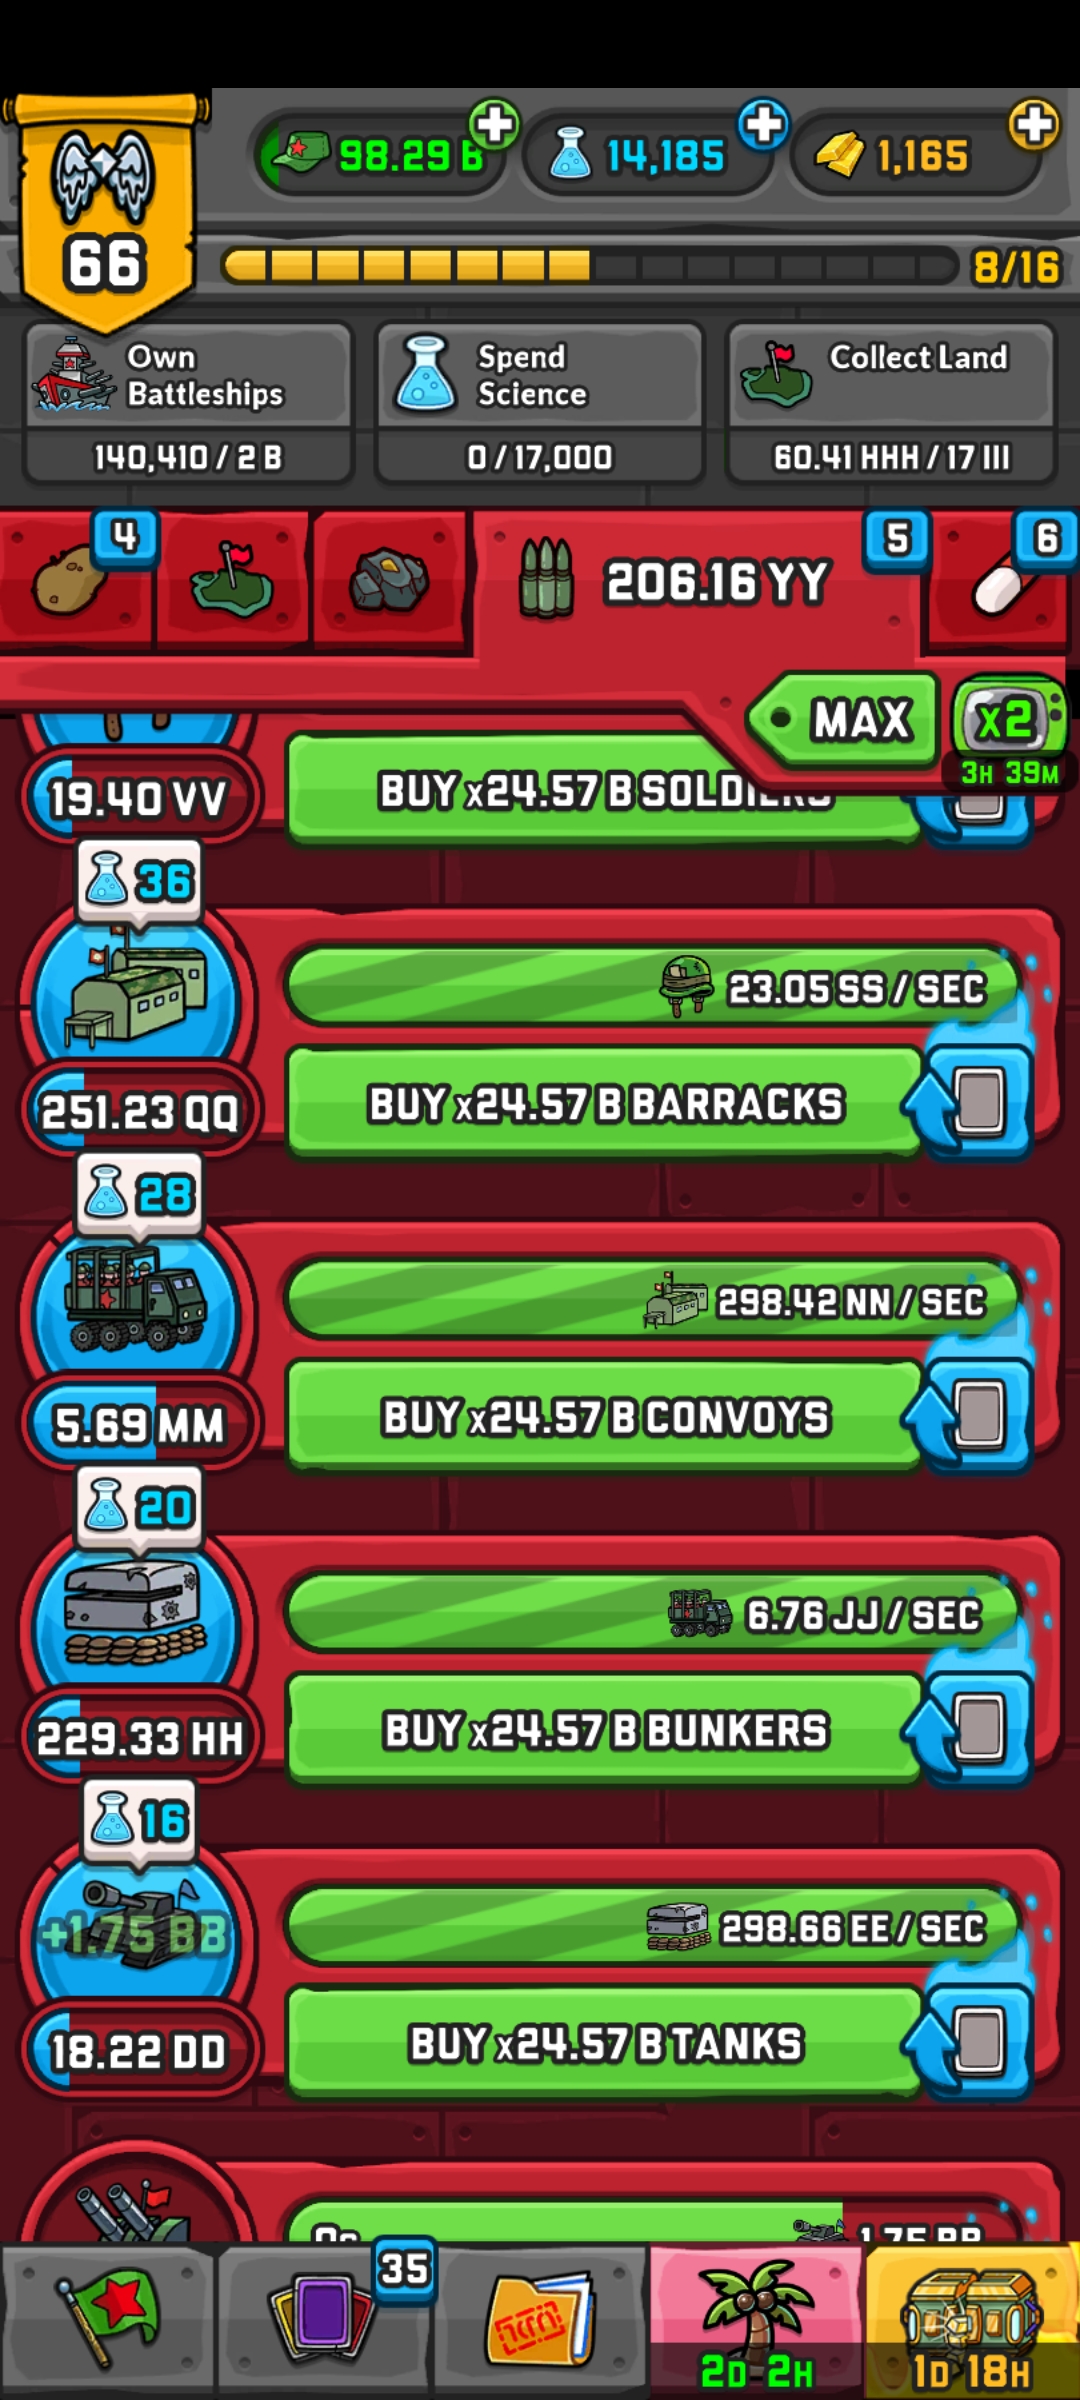 98.29 B
14,185
1,165
66
8/16
Own
Battleships
140,410 / 2 B
Spend
Science
0 / 17,000
Collect Land
60.41 HHH / 17 III
4
206.16 YY
5
6
MAX
x2
3H 39M
19.40 VV
BUY x24.57 B SOLDIERS
36
23.05 SS / SEC
251.23 QQ
BUY x24.57 B BARRACKS
28
298.42 NN / SEC
5.69 MM
BUY x24.57 B CONVOYS
20
6.76 JJ / SEC
229.33 HH
BUY x24.57 B BUNKERS
16
+1.75 BB
298.66 EE / SEC
18.22 DD
BUY x24.57 B TANKS
0s
1.75 BB
35
2D 2H
1D 18H